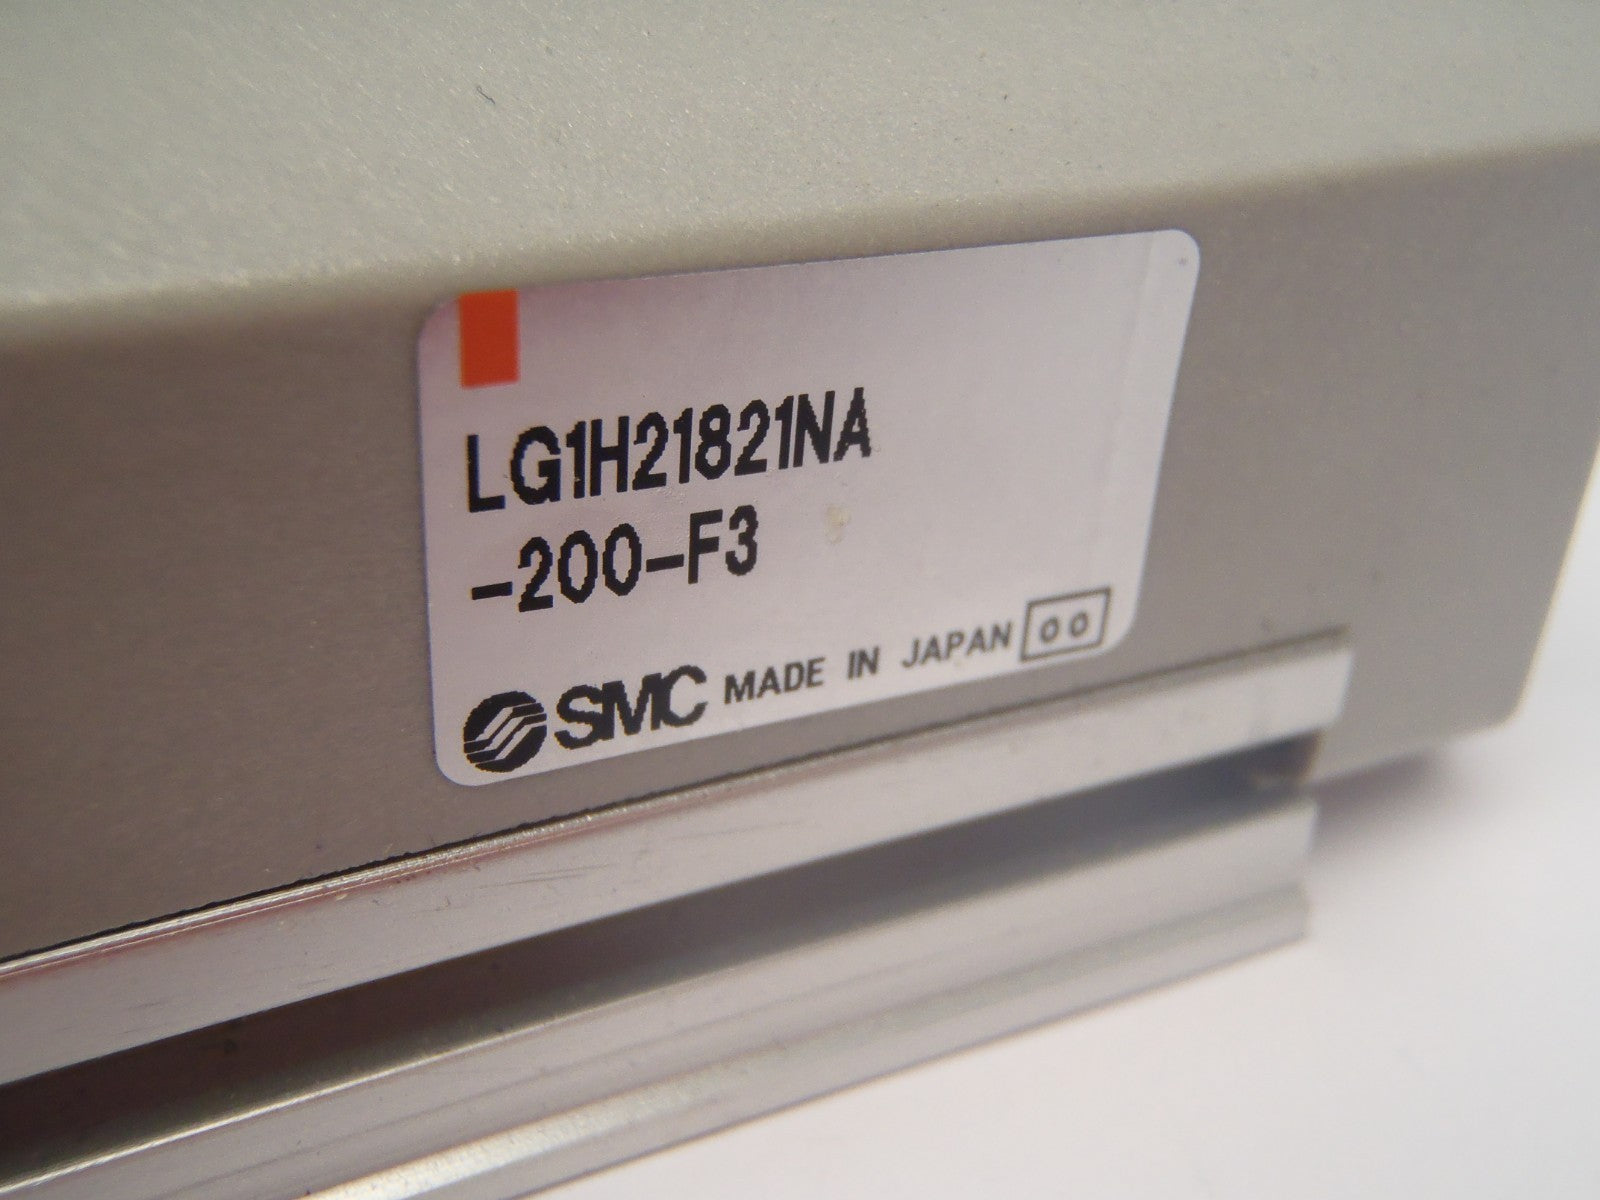 LG1H21821NA
-200-F3
SMC MADE IN JAPAN 00